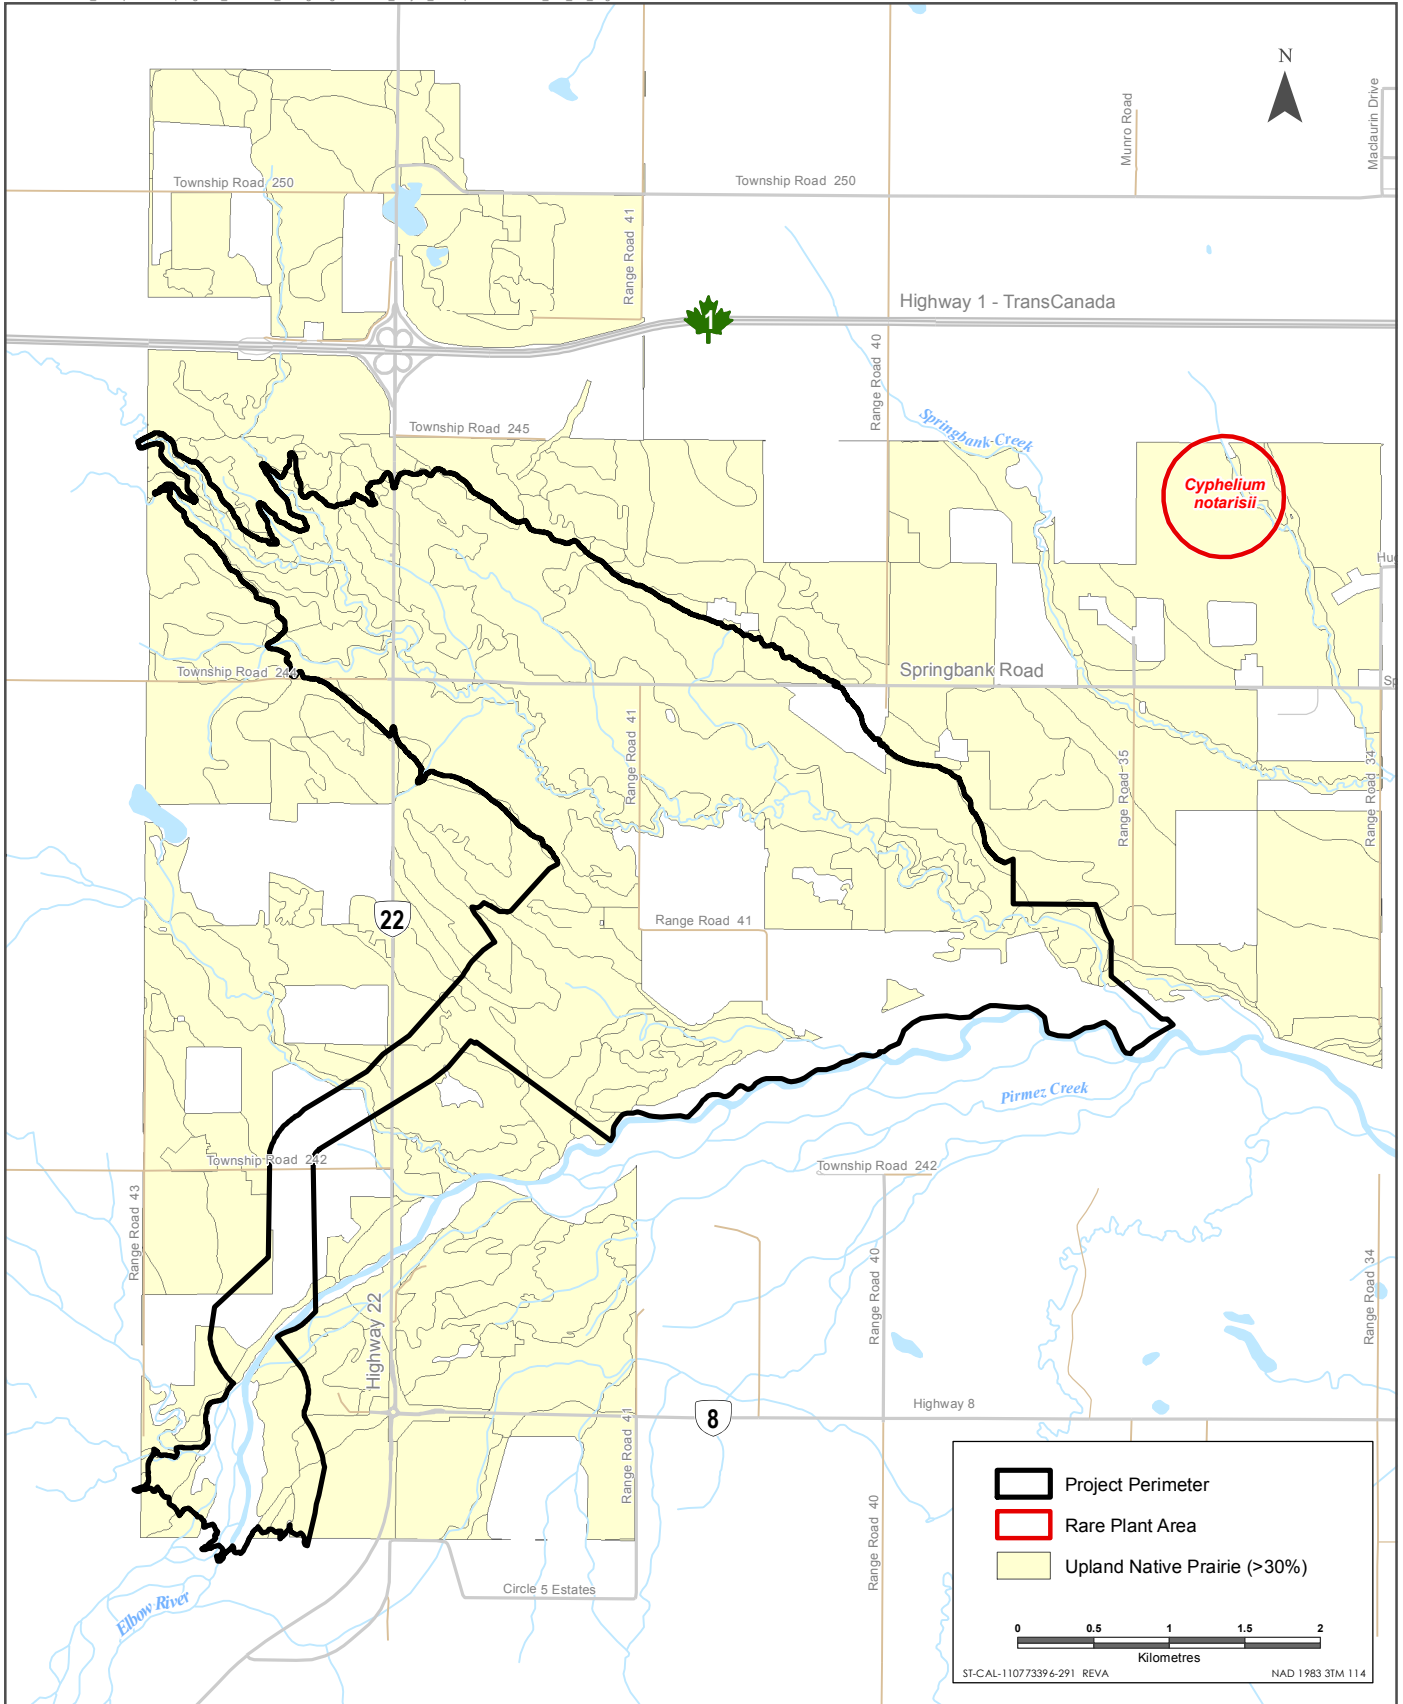 N
Munro Road
Maclaurin Drive
Township Road 250
Township Road 250
Range Road 41
Highway 1 - TransCanada
1
Range Road 40
Township Road 245
Springbank Creek
Cyphelium
notarisii
Township Road 244
Springbank Road
Range Road 41
Range Road 35
Range Road 34
22
Range Road 41
Pirmez Creek
Township Road 242
Township Road 242
Range Road 43
Range Road 40
Range Road 34
Highway 22
Highway 8
8
Range Road 41
Range Road 40
Circle 5 Estates
Elbow River
Project Perimeter
Rare Plant Area
Upland Native Prairie (>30%)
0 0.5 1 1.5 2
Kilometres
ST-CAL-110773396-291 REVA
NAD 1983 3TM 114